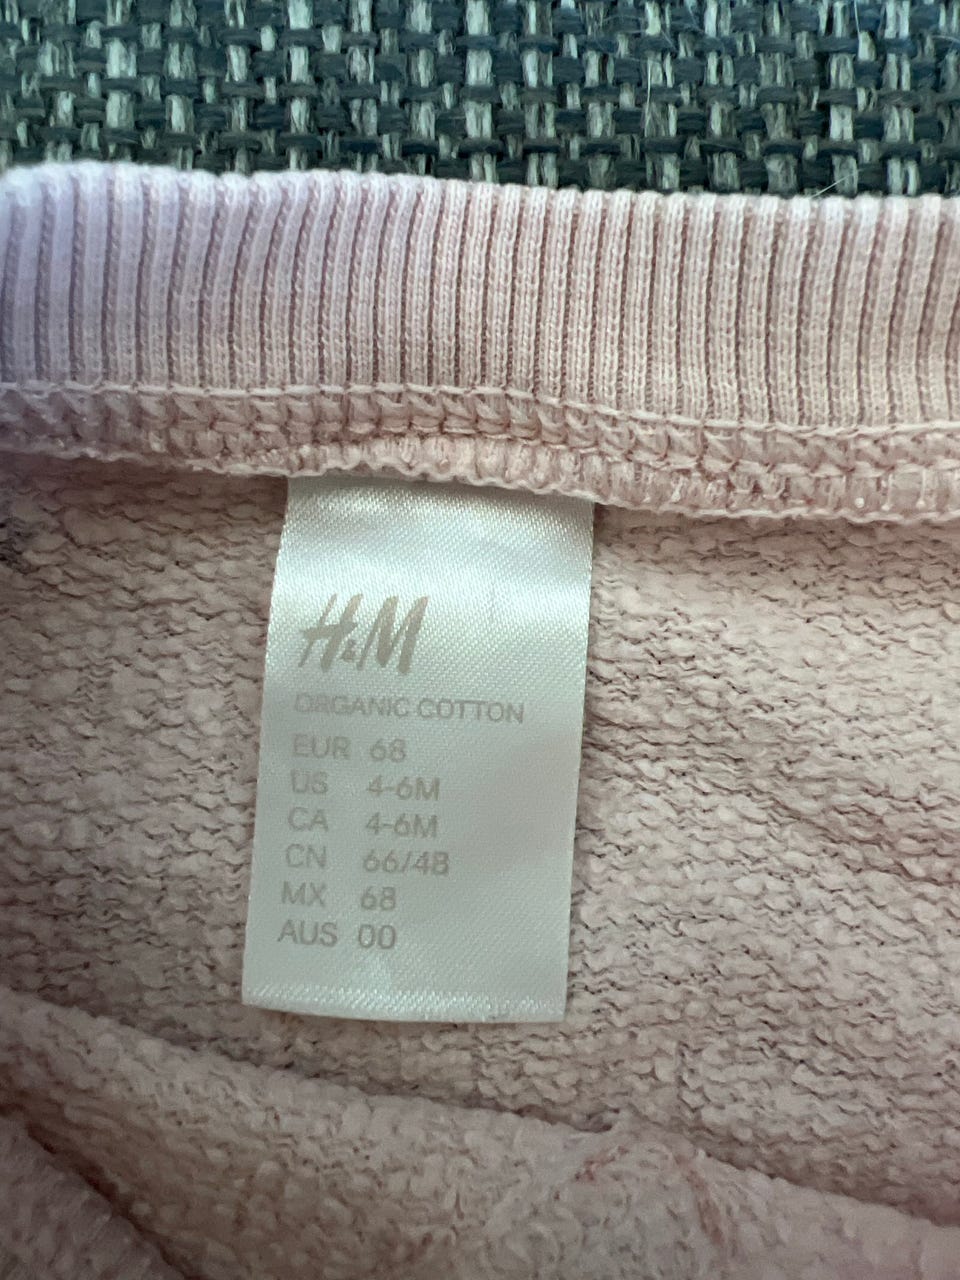 H&M
ORGANIC COTTON
EUR 68
US 4-6M
CA 4-6M
CN 66/48
MX 68
AUS 00